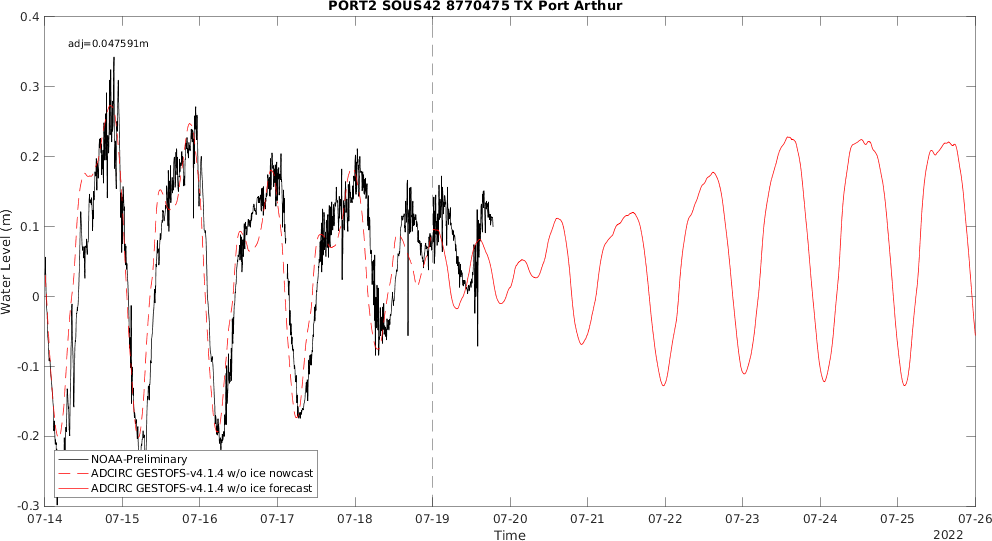 PORT2 SOUS42 8770475 TX Port Arthur
adj=0.047591m
0.4
0.3
0.2
0.1
0
-0.1
-0.2
-0.3
Water Level (m)
NOAA-Preliminary
ADCIRC GESTOFS-v4.1.4 w/o ice nowcast
ADCIRC GESTOFS-v4.1.4 w/o ice forecast
07-14 07-15 07-16 07-17 07-18 07-19 07-20 07-21 07-22 07-23 07-24 07-25 07-26
Time
2022